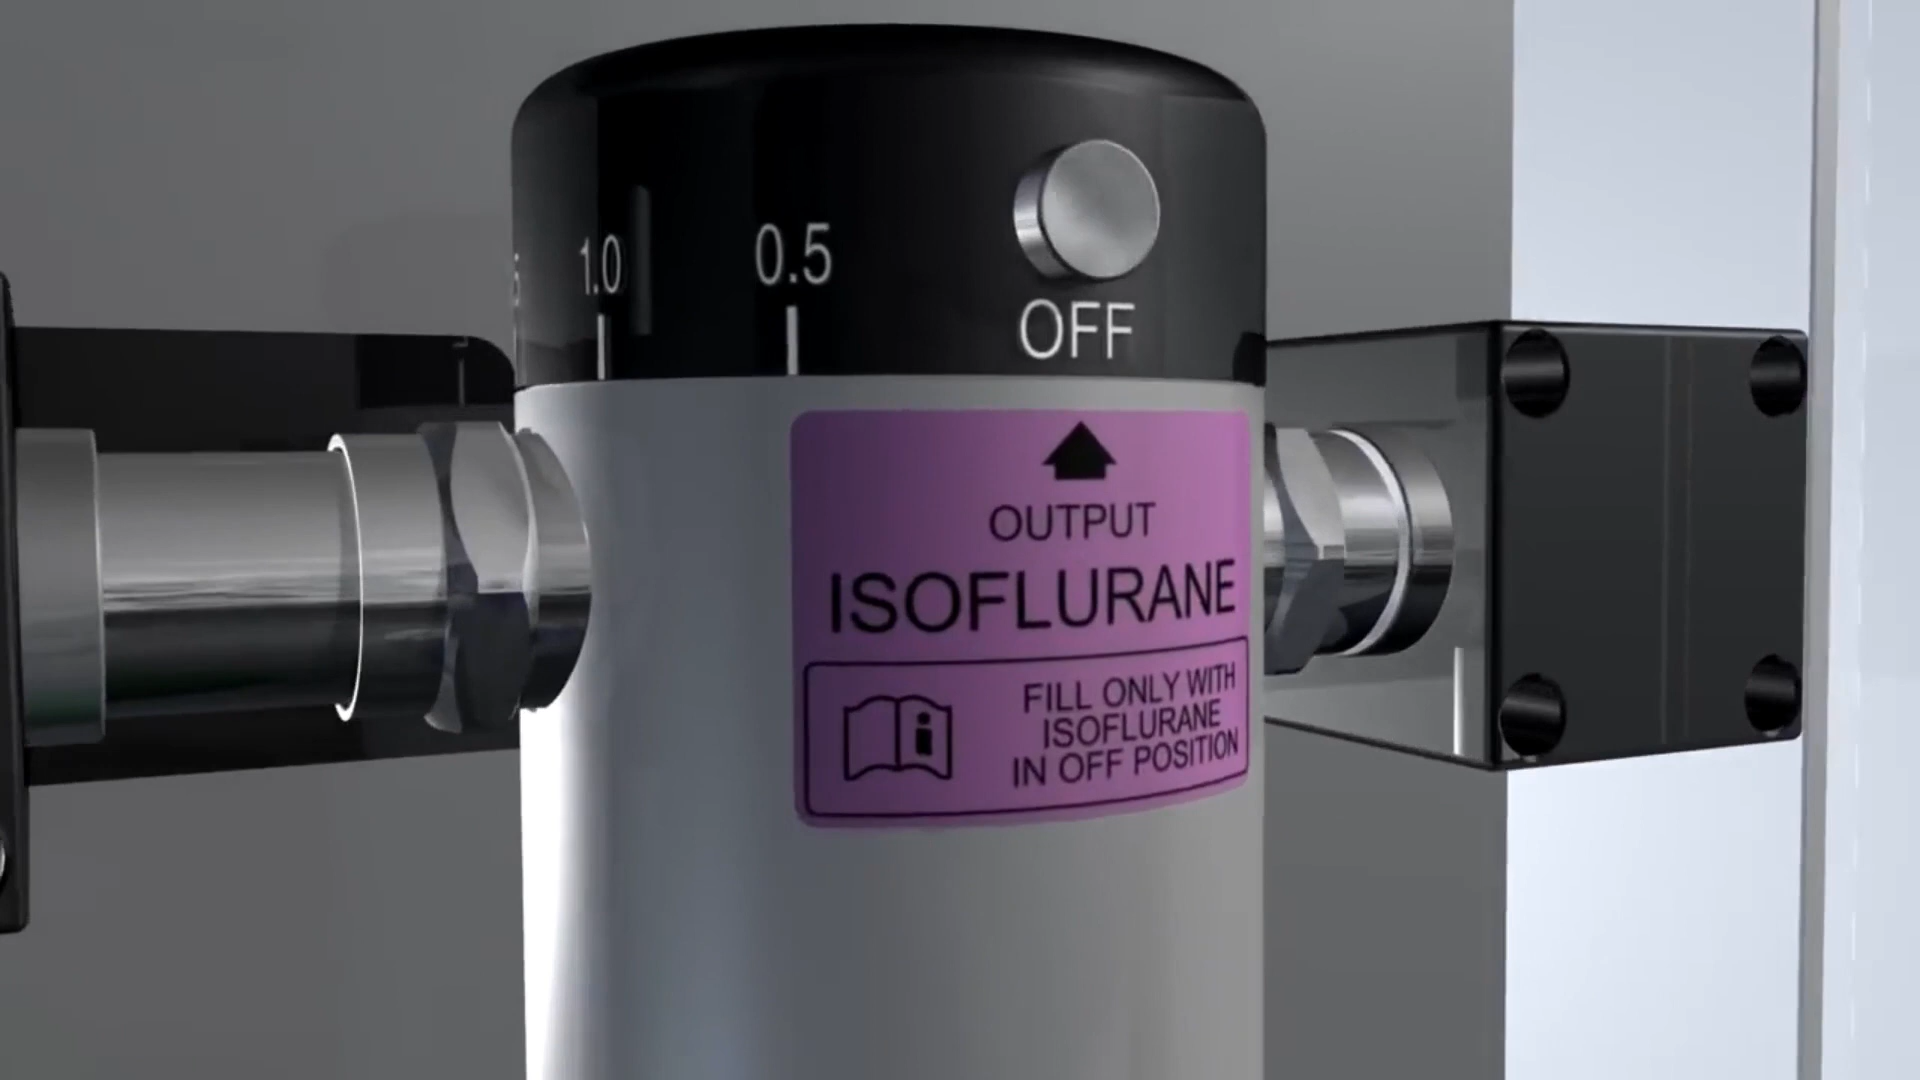 1.0
0.5
OFF
OUTPUT
ISOFLURANE
FILL ONLY WITH
ISOFLURANE
IN OFF POSITION